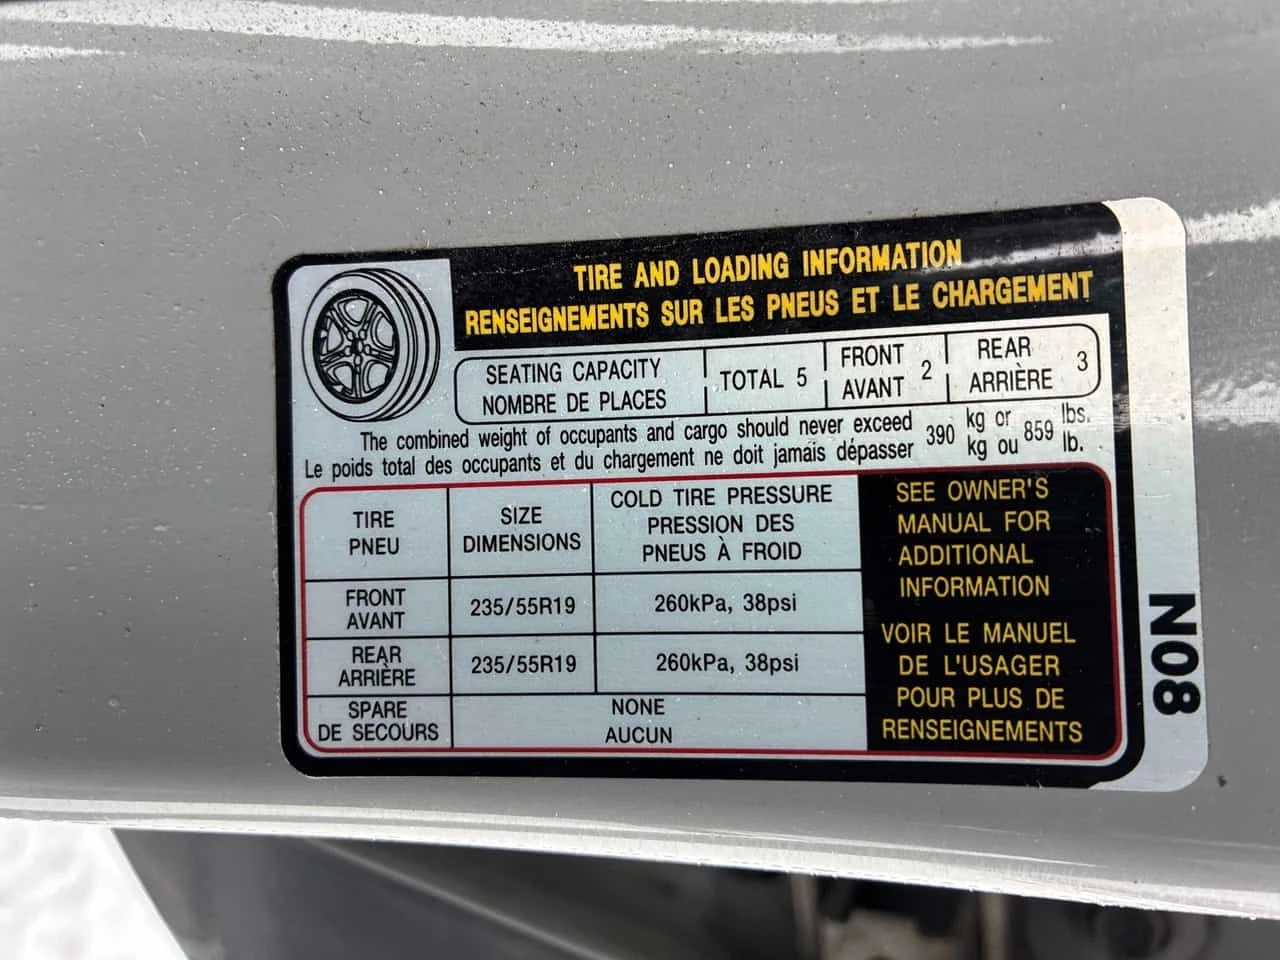 TIRE AND LOADING INFORMATION
RENSEIGNEMENTS SUR LES PNEUS ET LE CHARGEMENT
SEATING CAPACITY
NOMBRE DE PLACES
TOTAL 5
FRONT
AVANT
2
REAR
ARRIÈRE
3
The combined weight of occupants and cargo should never exceed 390 kg or 859 lbs.
Le poids total des occupants et du chargement ne doit jamais dépasser kg ou lb.
TIRE
PNEU
SIZE
DIMENSIONS
COLD TIRE PRESSURE
PRESSION DES
PNEUS À FROID
FRONT
AVANT
235/55R19
260kPa, 38psi
REAR
ARRIÈRE
235/55R19
260kPa, 38psi
SPARE
DE SECOURS
NONE
AUCUN
SEE OWNER'S
MANUAL FOR
ADDITIONAL
INFORMATION
VOIR LE MANUEL
DE L'USAGER
POUR PLUS DE
RENSEIGNEMENTS
N08